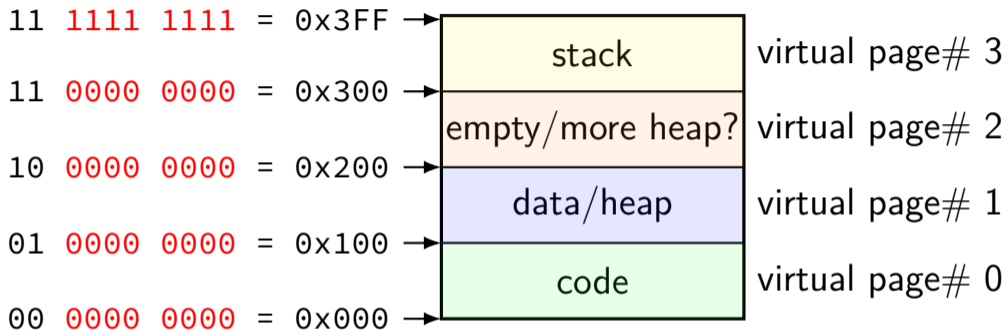 11 1111 1111 = 0x3FF
stack virtual page# 3
11 0000 0000 = 0x300
empty/more heap? virtual page# 2
10 0000 0000 = 0x200
data/heap virtual page# 1
01 0000 0000 = 0x100
code virtual page# 0
00 0000 0000 = 0x000